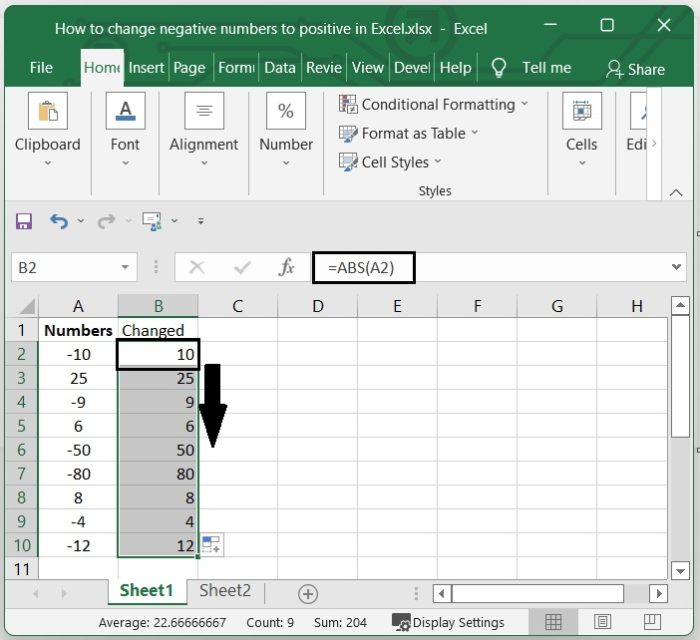 How to change negative numbers to positive in Excel.xlsx - Excel
File Home Insert Page Formu Data Revie View Devel Help Tell me Share
Clipboard Font Alignment Number Conditional Formatting Format as Table Cell Styles Styles Cells Edi
B2 fx =ABS(A2)
A B C D E F G H
1 Numbers Changed
2 -10 10
3 25 25
4 -9 9
5 6 6
6 -50 50
7 -80 80
8 8 8
9 -4 4
10 -12 12
11
Sheet1 Sheet2
Average: 22.66666667 Count: 9 Sum: 204 Display Settings